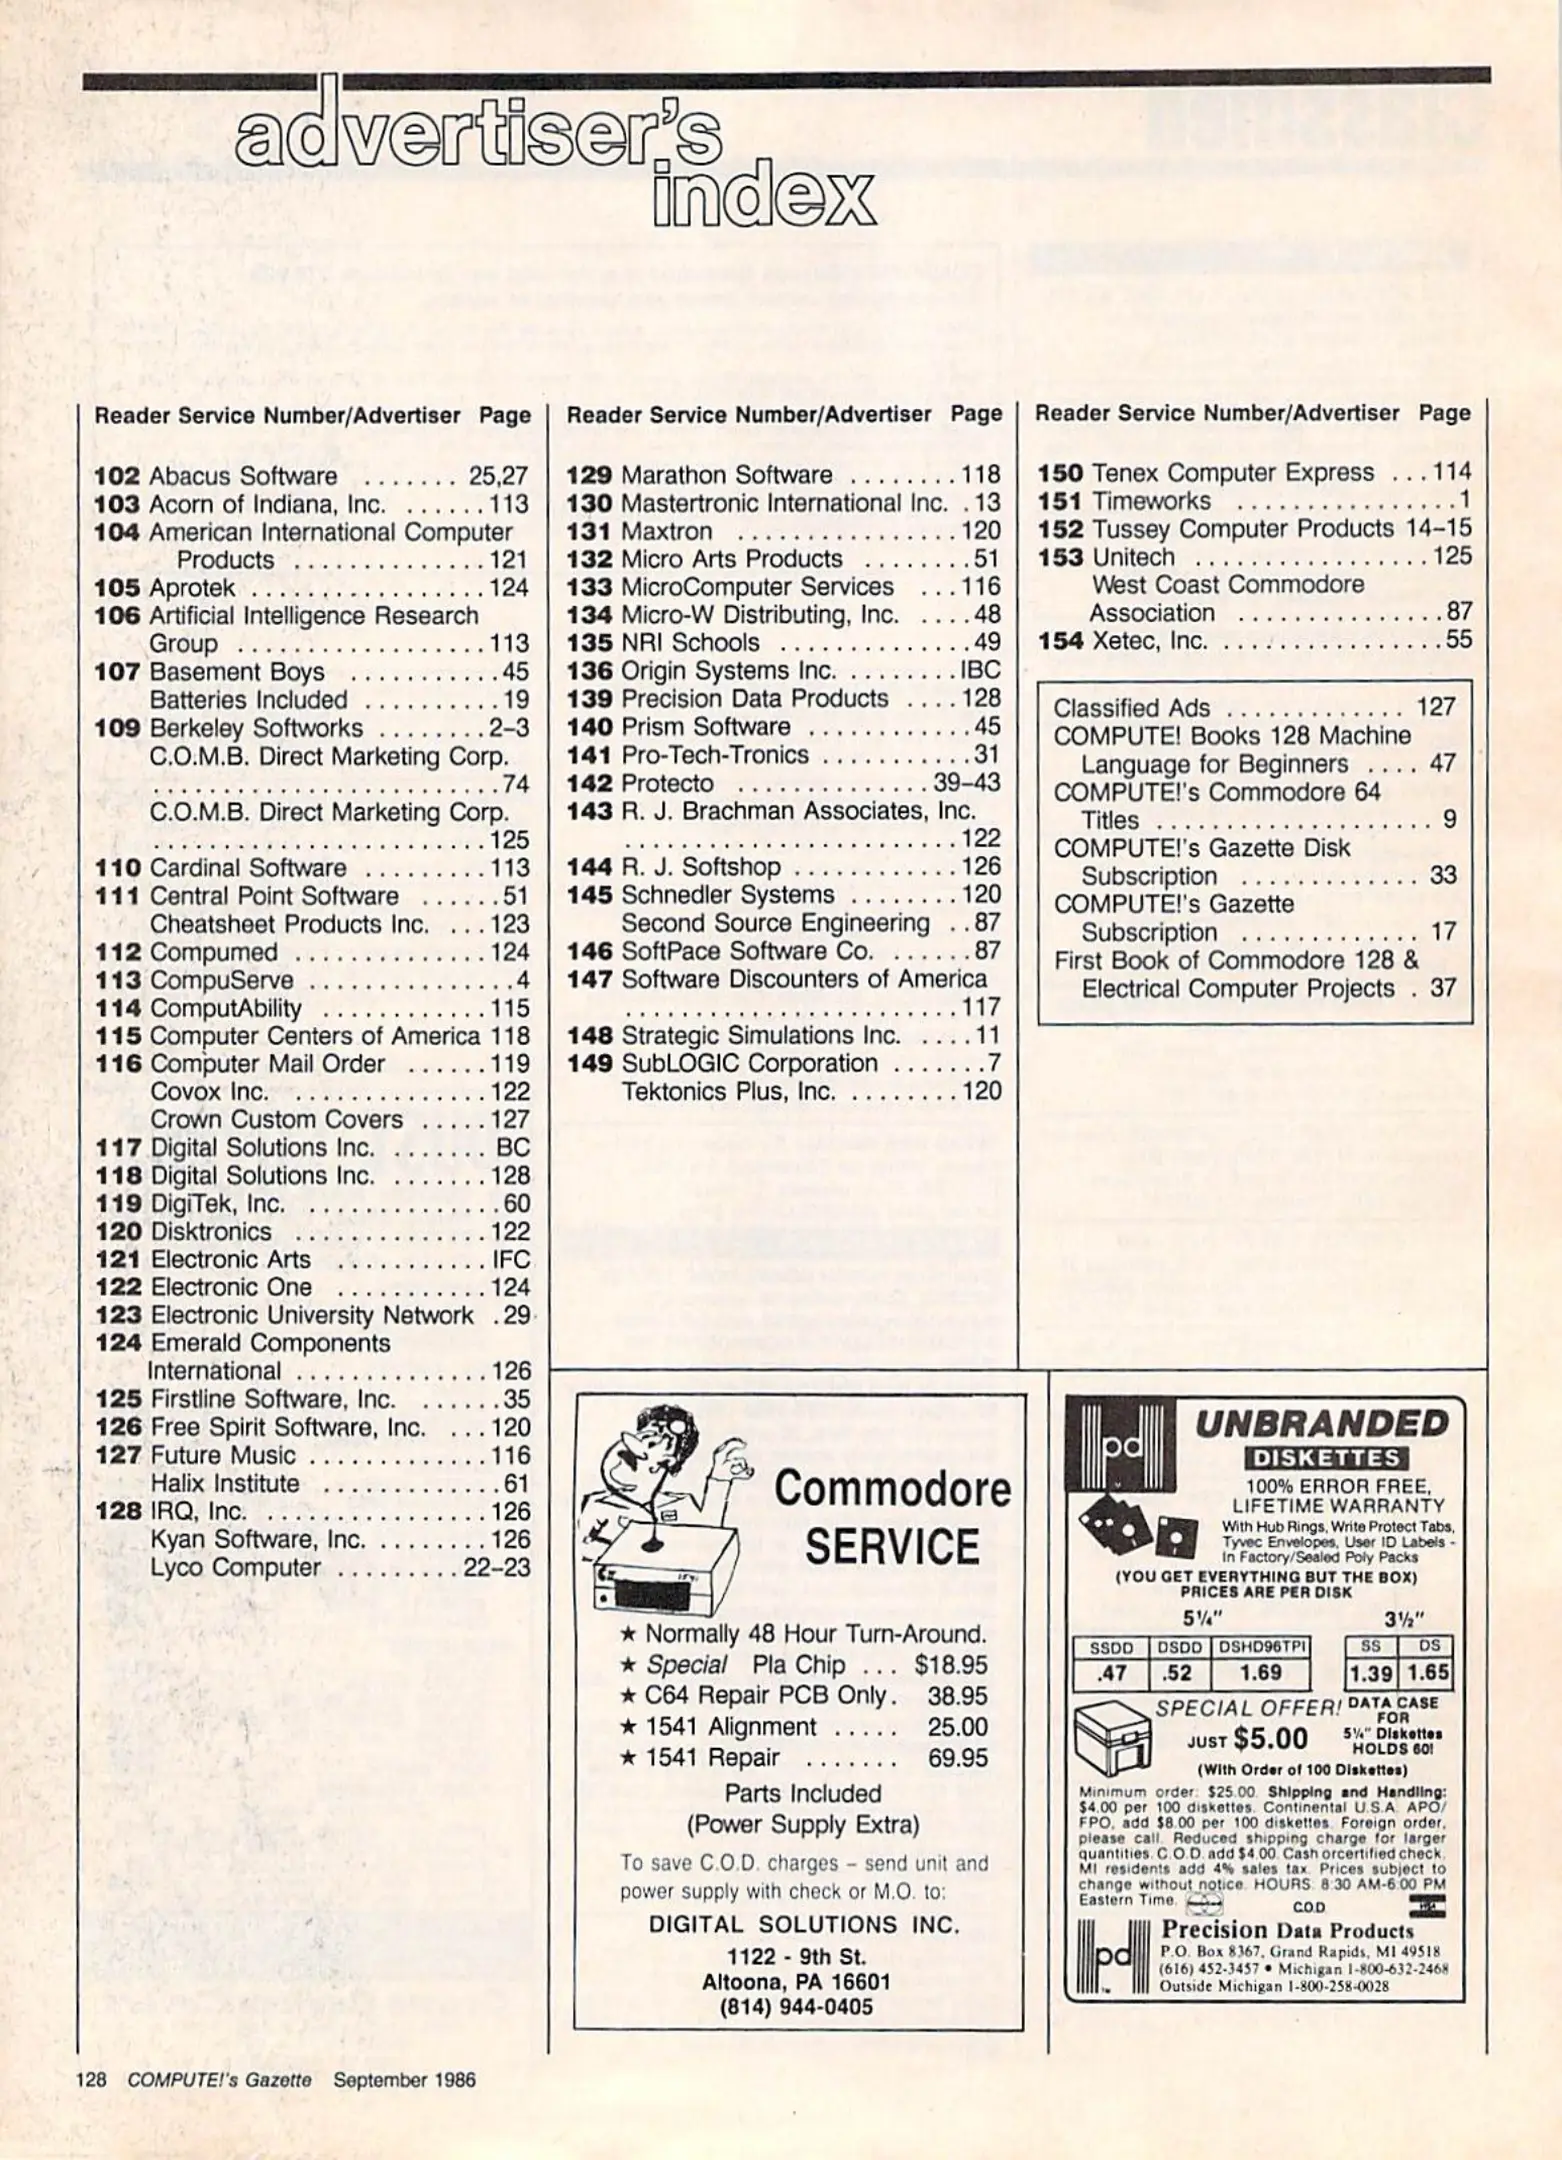 advertiser's
index
Reader Service Number/Advertiser Page
102 Abacus Software ....... 25,27
103 Acorn of Indiana, Inc. ...... 113
104 American International Computer
Products .............. 121
105 Aprotek ................. 124
106 Artificial Intelligence Research
Group .................. 113
107 Basement Boys ........... 45
Batteries Included .......... 19
109 Berkeley Softworks ........ 2-3
C.O.M.B. Direct Marketing Corp.
......................... 74
C.O.M.B. Direct Marketing Corp.
........................ 125
110 Cardinal Software ......... 113
111 Central Point Software ...... 51
Cheatsheet Products Inc. ... 123
112 Compumed .............. 124
113 CompuServe ............... 4
114 ComputAbility ............ 115
115 Computer Centers of America 118
116 Computer Mail Order ...... 119
Covox Inc. .............. 122
Crown Custom Covers ..... 127
117 Digital Solutions Inc. ....... BC
118 Digital Solutions Inc. ....... 128
119 DigiTek, Inc. .............. 60
120 Disktronics .............. 122
121 Electronic Arts ........... IFC
122 Electronic One ........... 124
123 Electronic University Network . 29
124 Emerald Components
International .............. 126
125 Firstline Software, Inc. ...... 35
126 Free Spirit Software, Inc. ... 120
127 Future Music ............. 116
Halix Institute ............. 61
128 IRQ, Inc. ................ 126
Kyan Software, Inc. ........ 126
Lyco Computer ......... 22-23
Reader Service Number/Advertiser Page
129 Marathon Software ........ 118
130 Mastertronic International Inc. . 13
131 Maxtron ................ 120
132 Micro Arts Products ........ 51
133 MicroComputer Services ... 116
134 Micro-W Distributing, Inc. .... 48
135 NRI Schools .............. 49
136 Origin Systems Inc. ........ IBC
139 Precision Data Products .... 128
140 Prism Software ............ 45
141 Pro-Tech-Tronics ........... 31
142 Protecto .............. 39-43
143 R. J. Brachman Associates, Inc.
........................ 122
144 R. J. Softshop ............ 126
145 Schnedler Systems ........ 120
Second Source Engineering .. 87
146 SoftPace Software Co. ...... 87
147 Software Discounters of America
........................ 117
148 Strategic Simulations Inc. .... 11
149 SubLOGIC Corporation ....... 7
Tektonics Plus, Inc. ........ 120
Reader Service Number/Advertiser Page
150 Tenex Computer Express ... 114
151 Timeworks ................ 1
152 Tussey Computer Products 14-15
153 Unitech ................. 125
West Coast Commodore
Association ............... 87
154 Xetec, Inc. ................ 55
Classified Ads ............. 127
COMPUTE! Books 128 Machine
Language for Beginners .... 47
COMPUTE!'s Commodore 64
Titles .................... 9
COMPUTE!'s Gazette Disk
Subscription ............. 33
COMPUTE!'s Gazette
Subscription ............. 17
First Book of Commodore 128 &
Electrical Computer Projects . 37
1541
Commodore
SERVICE
★ Normally 48 Hour Turn-Around.
★ Special Pla Chip ... $18.95
★ C64 Repair PCB Only. 38.95
★ 1541 Alignment ..... 25.00
★ 1541 Repair ....... 69.95
Parts Included
(Power Supply Extra)
To save C.O.D. charges – send unit and
power supply with check or M.O. to:
DIGITAL SOLUTIONS INC.
1122 - 9th St.
Altoona, PA 16601
(814) 944-0405
pd
UNBRANDED
DISKETTES
100% ERROR FREE,
LIFETIME WARRANTY
With Hub Rings, Write Protect Tabs,
Tyvec Envelopes, User ID Labels -
In Factory/Sealed Poly Packs
(YOU GET EVERYTHING BUT THE BOX)
PRICES ARE PER DISK
5¼" 3½"
SSDD DSDD DSHD96TPI SS DS
.47 .52 1.69 1.39 1.65
SPECIAL OFFER! DATA CASE
FOR
JUST $5.00 5¼" Diskettes
HOLDS 60!
(With Order of 100 Diskettes)
Minimum order: $25.00. Shipping and Handling:
$4.00 per 100 diskettes. Continental U.S.A. APO/
FPO, add $8.00 per 100 diskettes. Foreign order,
please call. Reduced shipping charge for larger
quantities. C.O.D. add $4.00. Cash orcertified check.
MI residents add 4% sales tax. Prices subject to
change without notice. HOURS: 8:30 AM-6:00 PM
Eastern Time. C.O.D. VISA
pd
Precision Data Products
P.O. Box 8367, Grand Rapids, MI 49518
(616) 452-3457 • Michigan 1-800-632-2468
Outside Michigan 1-800-258-0028
128 COMPUTE!'s Gazette September 1986